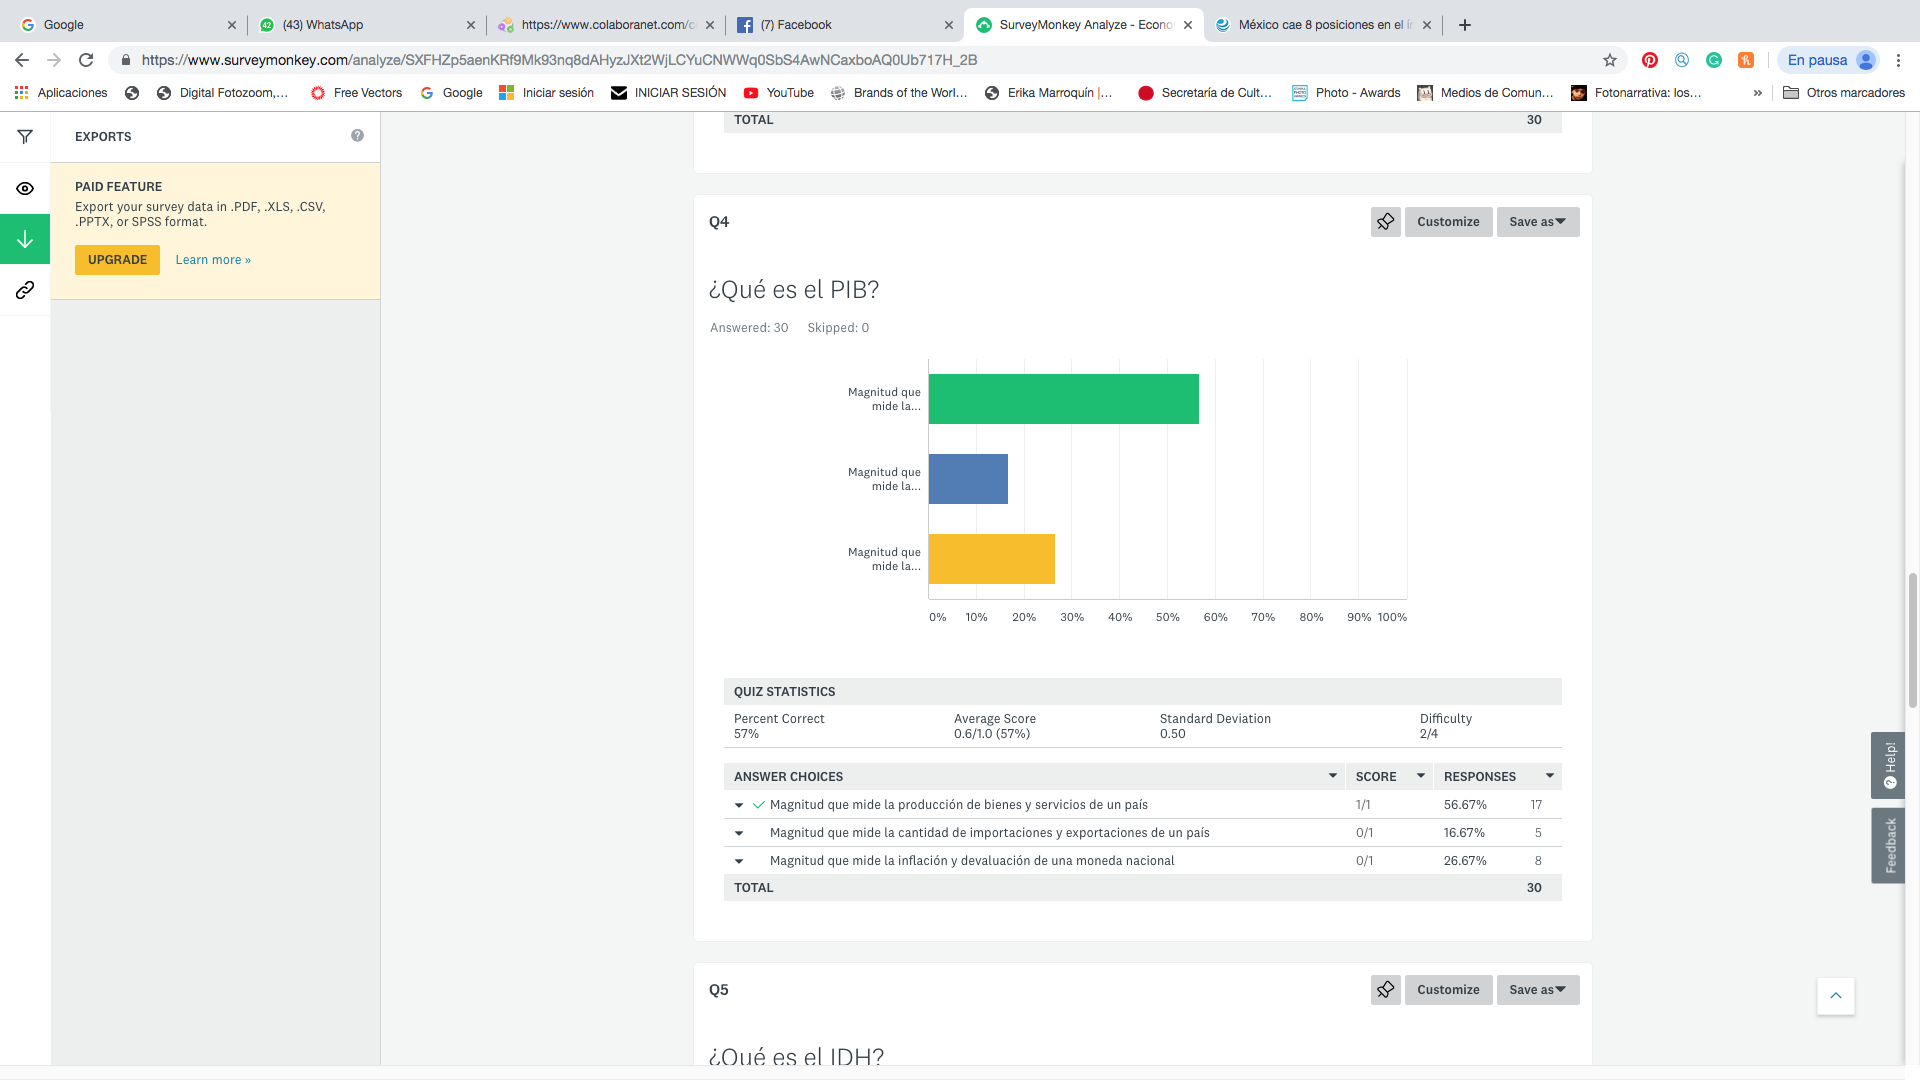 Google
(43) WhatsApp
https://www.colaboranet.com/c
(7) Facebook
SurveyMonkey Analyze - Econo
México cae 8 posiciones en el í
https://www.surveymonkey.com/analyze/SXFHZp5aenKRf9Mk93nq8dAHyzJXt2WjLCYuCNWWq0SbS4AwNCaxboAQ0Ub717H_2B
En pausa
Aplicaciones
Digital Fotozoom,...
Free Vectors
Google
Iniciar sesión
INICIAR SESIÓN
YouTube
Brands of the Worl...
Erika Marroquín |...
Secretaría de Cult...
Photo - Awards
Medios de Comun...
Fotonarrativa: los...
»
Otros marcadores
EXPORTS
?
PAID FEATURE
Export your survey data in .PDF, .XLS, .CSV,
.PPTX, or SPSS format.
UPGRADE
Learn more »
TOTAL 30
Q4
Customize
Save as
¿Qué es el PIB?
Answered: 30 Skipped: 0
Magnitud que
mide la...
Magnitud que
mide la...
Magnitud que
mide la...
0% 10% 20% 30% 40% 50% 60% 70% 80% 90% 100%
QUIZ STATISTICS
Percent Correct Average Score Standard Deviation Difficulty
57% 0.6/1.0 (57%) 0.50 2/4
ANSWER CHOICES SCORE RESPONSES
Magnitud que mide la producción de bienes y servicios de un país 1/1 56.67% 17
Magnitud que mide la cantidad de importaciones y exportaciones de un país 0/1 16.67% 5
Magnitud que mide la inflación y devaluación de una moneda nacional 0/1 26.67% 8
TOTAL 30
Q5
Customize
Save as
¿Qué es el IDH?
? Help!
Feedback